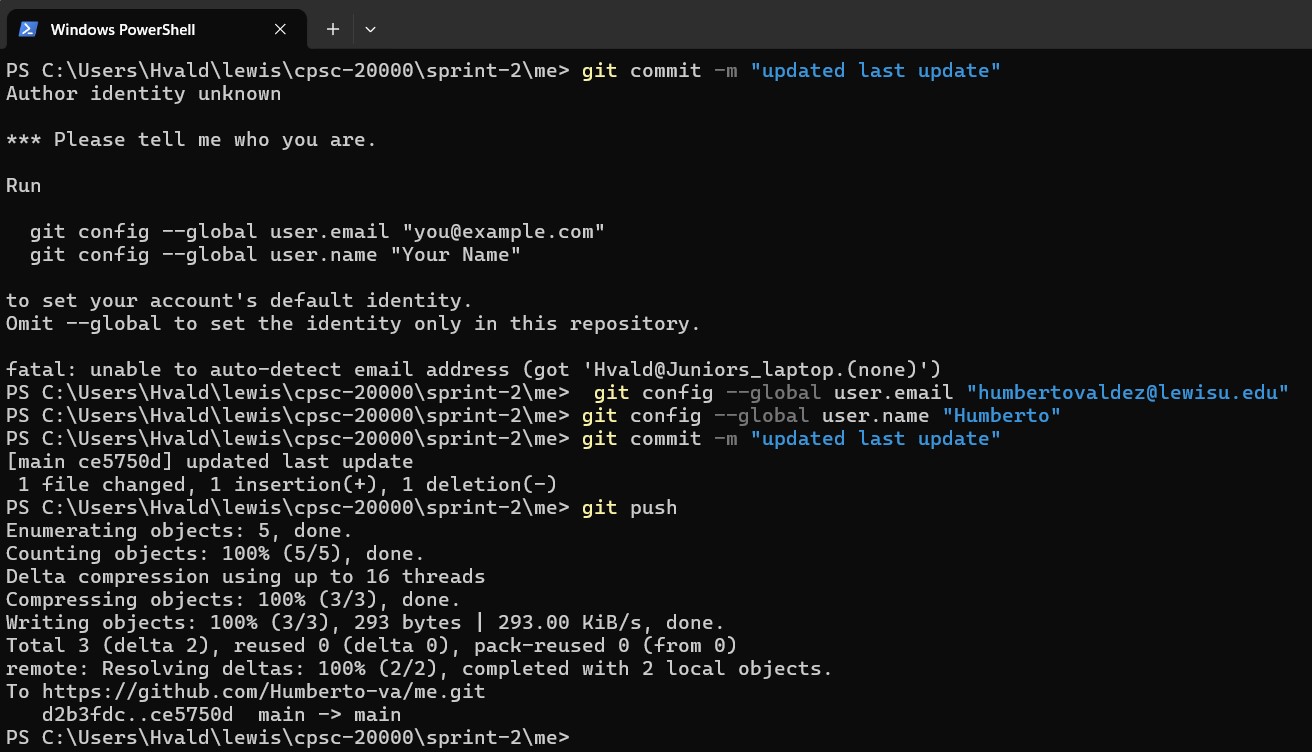 Windows PowerShell
PS C:\Users\Hvald\lewis\cpsc-20000\sprint-2\me> git commit -m "updated last update"
Author identity unknown

*** Please tell me who you are.

Run

  git config --global user.email "you@example.com"
  git config --global user.name "Your Name"

to set your account's default identity.
Omit --global to set the identity only in this repository.

fatal: unable to auto-detect email address (got 'Hvald@Juniors_laptop.(none)')
PS C:\Users\Hvald\lewis\cpsc-20000\sprint-2\me>  git config --global user.email "humbertovaldez@lewisu.edu"
PS C:\Users\Hvald\lewis\cpsc-20000\sprint-2\me> git config --global user.name "Humberto"
PS C:\Users\Hvald\lewis\cpsc-20000\sprint-2\me> git commit -m "updated last update"
[main ce5750d] updated last update
 1 file changed, 1 insertion(+), 1 deletion(-)
PS C:\Users\Hvald\lewis\cpsc-20000\sprint-2\me> git push
Enumerating objects: 5, done.
Counting objects: 100% (5/5), done.
Delta compression using up to 16 threads
Compressing objects: 100% (3/3), done.
Writing objects: 100% (3/3), 293 bytes | 293.00 KiB/s, done.
Total 3 (delta 2), reused 0 (delta 0), pack-reused 0 (from 0)
remote: Resolving deltas: 100% (2/2), completed with 2 local objects.
To https://github.com/Humberto-va/me.git
   d2b3fdc..ce5750d  main -> main
PS C:\Users\Hvald\lewis\cpsc-20000\sprint-2\me>